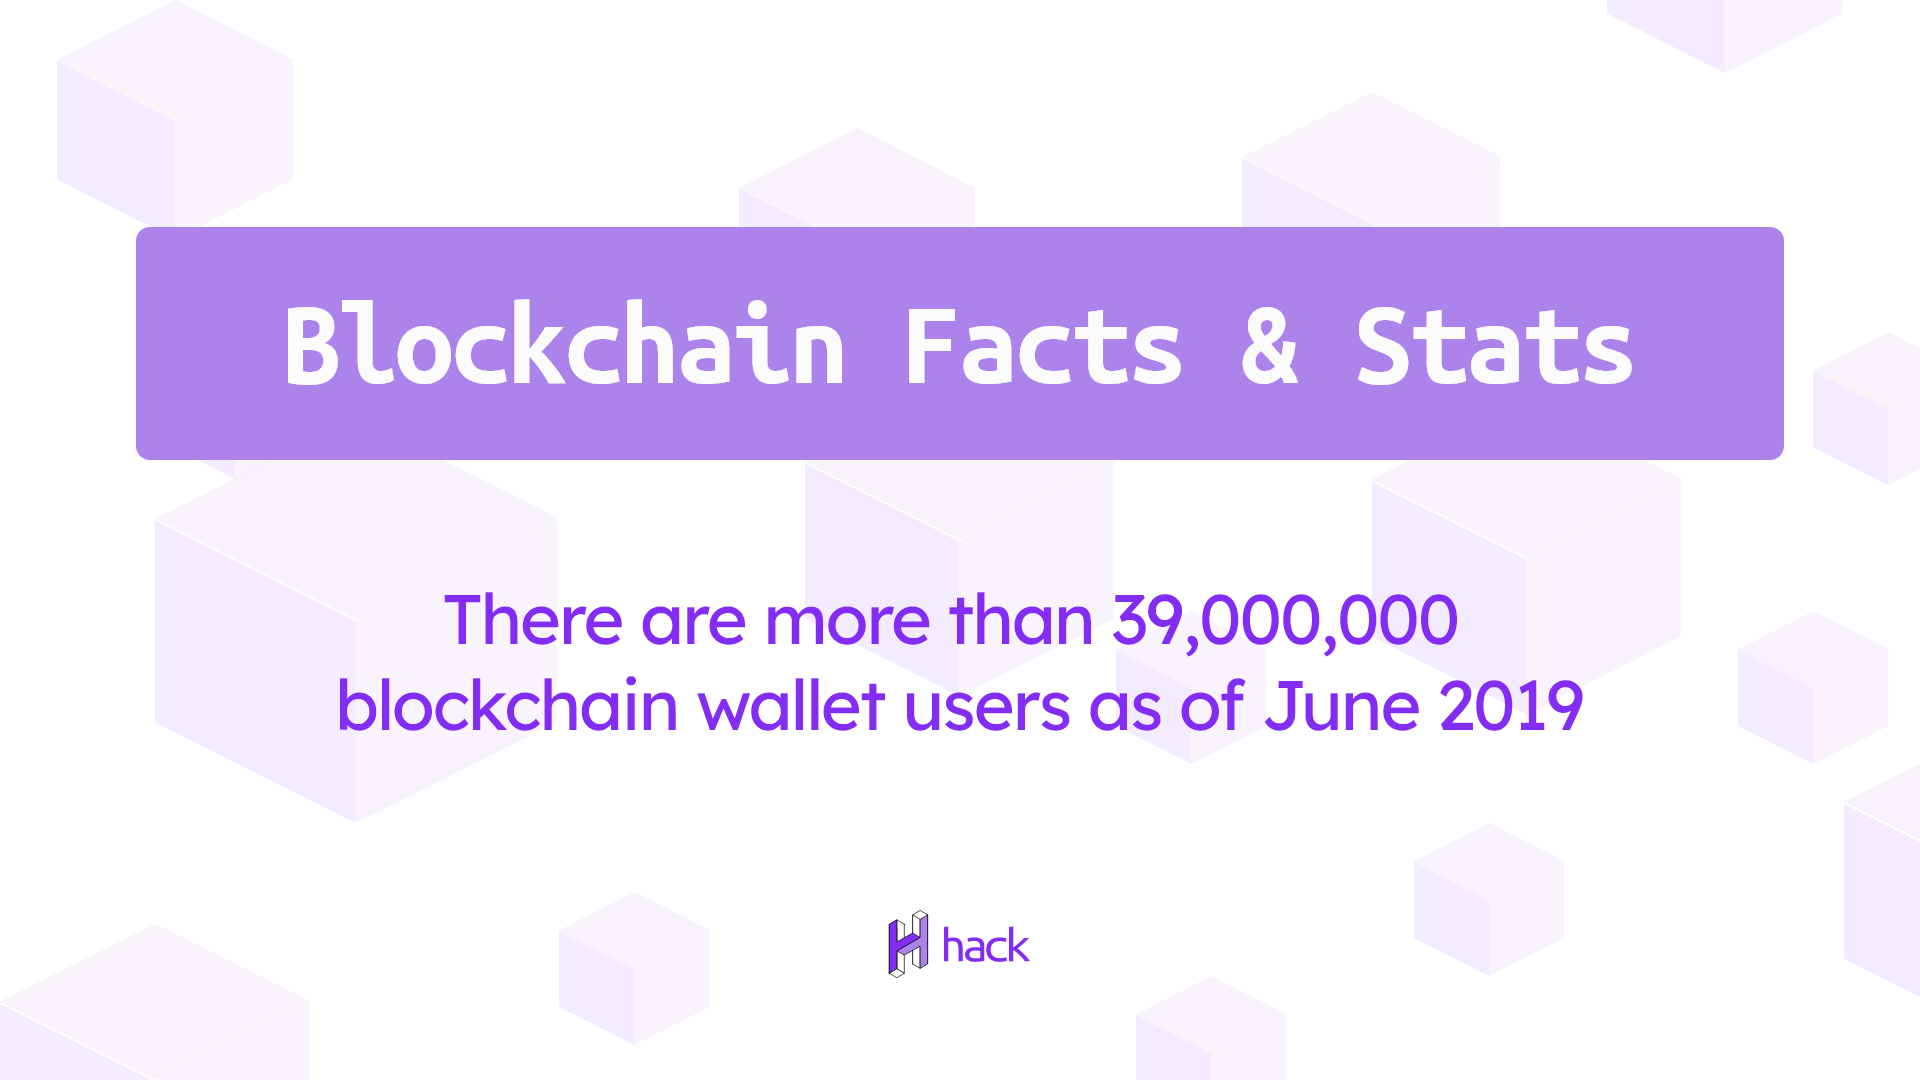 Blockchain Facts & Stats
There are more than 39,000,000
blockchain wallet users as of June 2019
hack